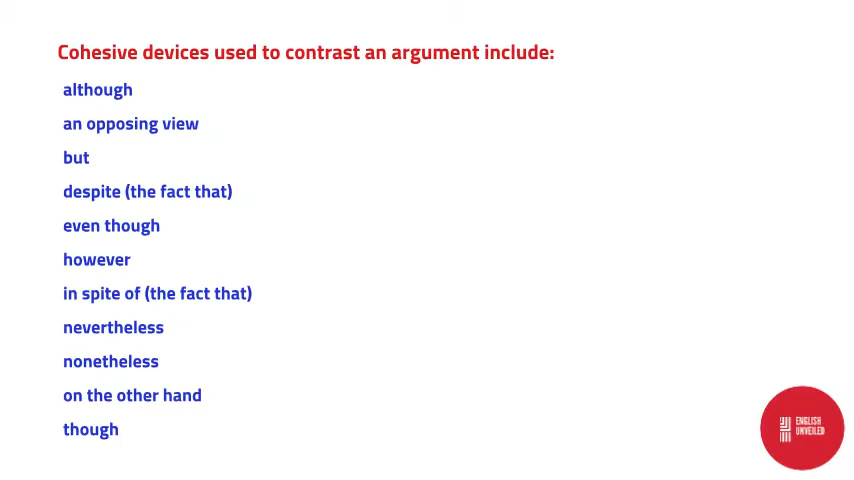 Cohesive devices used to contrast an argument include:
although
an opposing view
but
despite (the fact that)
even though
however
in spite of (the fact that)
nevertheless
nonetheless
on the other hand
though
ENGLISH
UNVEILED